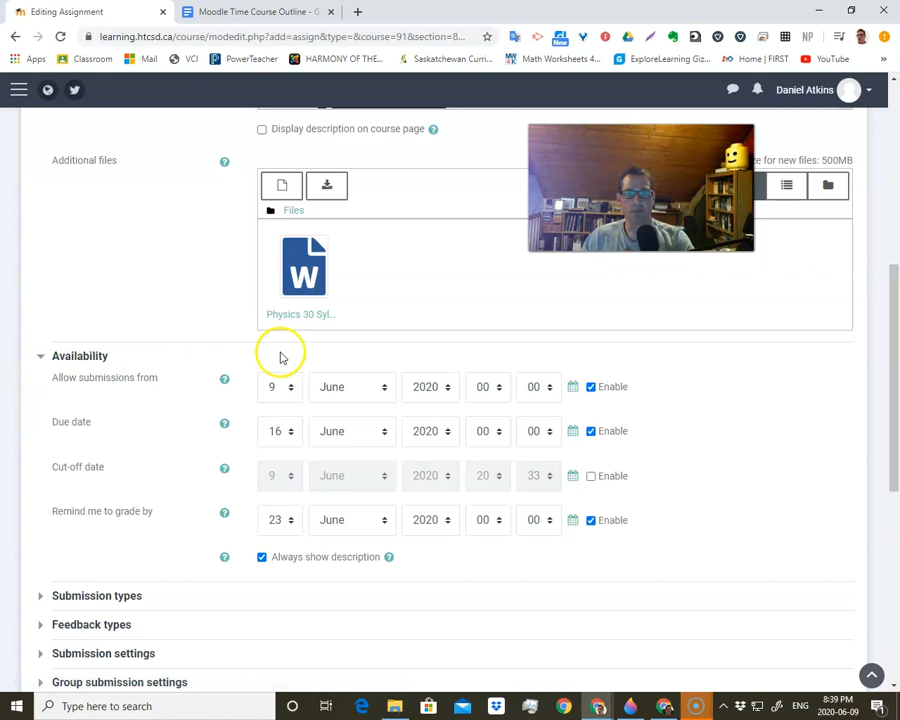 Editing Assignment
Moodle Time Course Outline - G
learning.htcsd.ca/course/modedit.php?add=assign&type=&course=91&section=8...
Apps Classroom Mail VCI PowerTeacher HARMONY OF THE... Saskatchewan Curri... Math Worksheets 4... ExploreLearning Giz... Home | FIRST YouTube
New
NP
Daniel Atkins
Display description on course page
Additional files
ze for new files: 500MB
Files
W
Physics 30 Syl...
Availability
Allow submissions from
9 June 2020 00 00 Enable
Due date
16 June 2020 00 00 Enable
Cut-off date
9 June 2020 20 33 Enable
Remind me to grade by
23 June 2020 00 00 Enable
Always show description
Submission types
Feedback types
Submission settings
Group submission settings
Type here to search
ENG
8:39 PM
2020-06-09